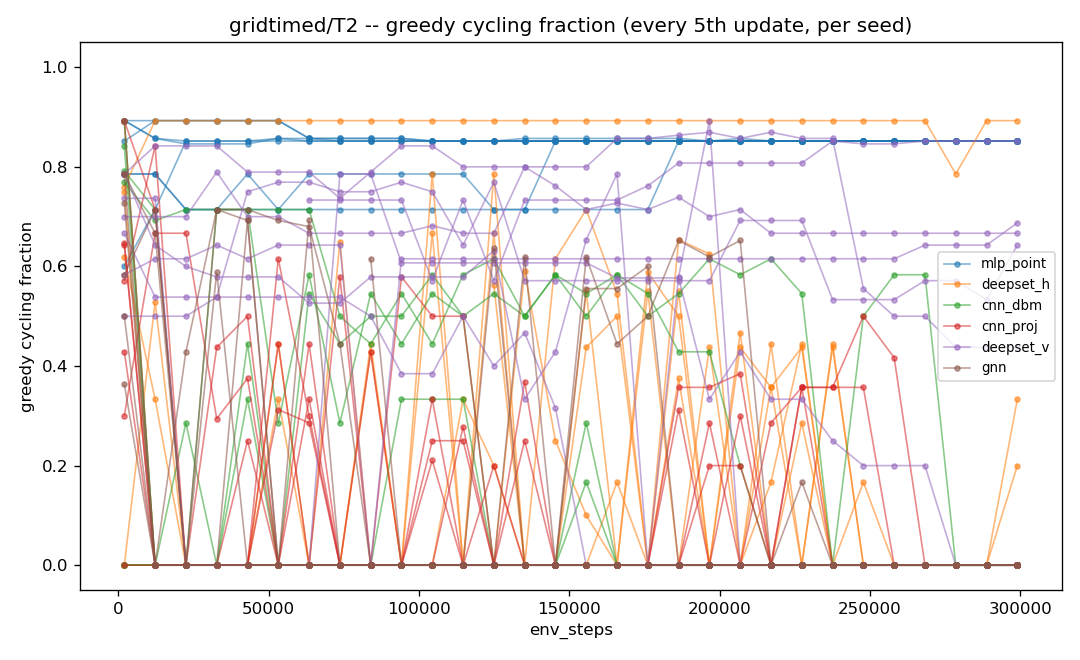 gridtimed/T2 -- greedy cycling fraction (every 5th update, per seed)
greedy cycling fraction
1.0
0.8
0.6
0.4
0.2
0.0
mlp_point
deepset_h
cnn_dbm
cnn_proj
deepset_v
gnn
0
50000
100000
150000
200000
250000
300000
env_steps